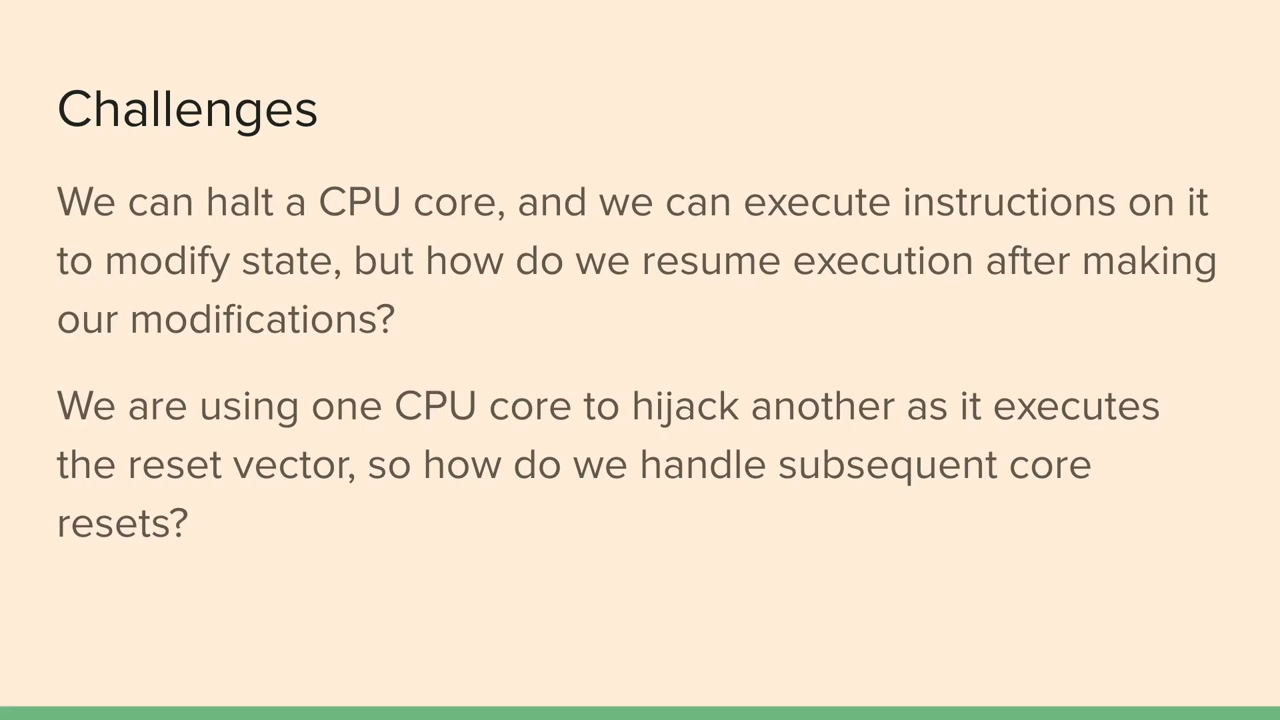 Challenges
We can halt a CPU core, and we can execute instructions on it
to modify state, but how do we resume execution after making
our modifications?
We are using one CPU core to hijack another as it executes
the reset vector, so how do we handle subsequent core
resets?